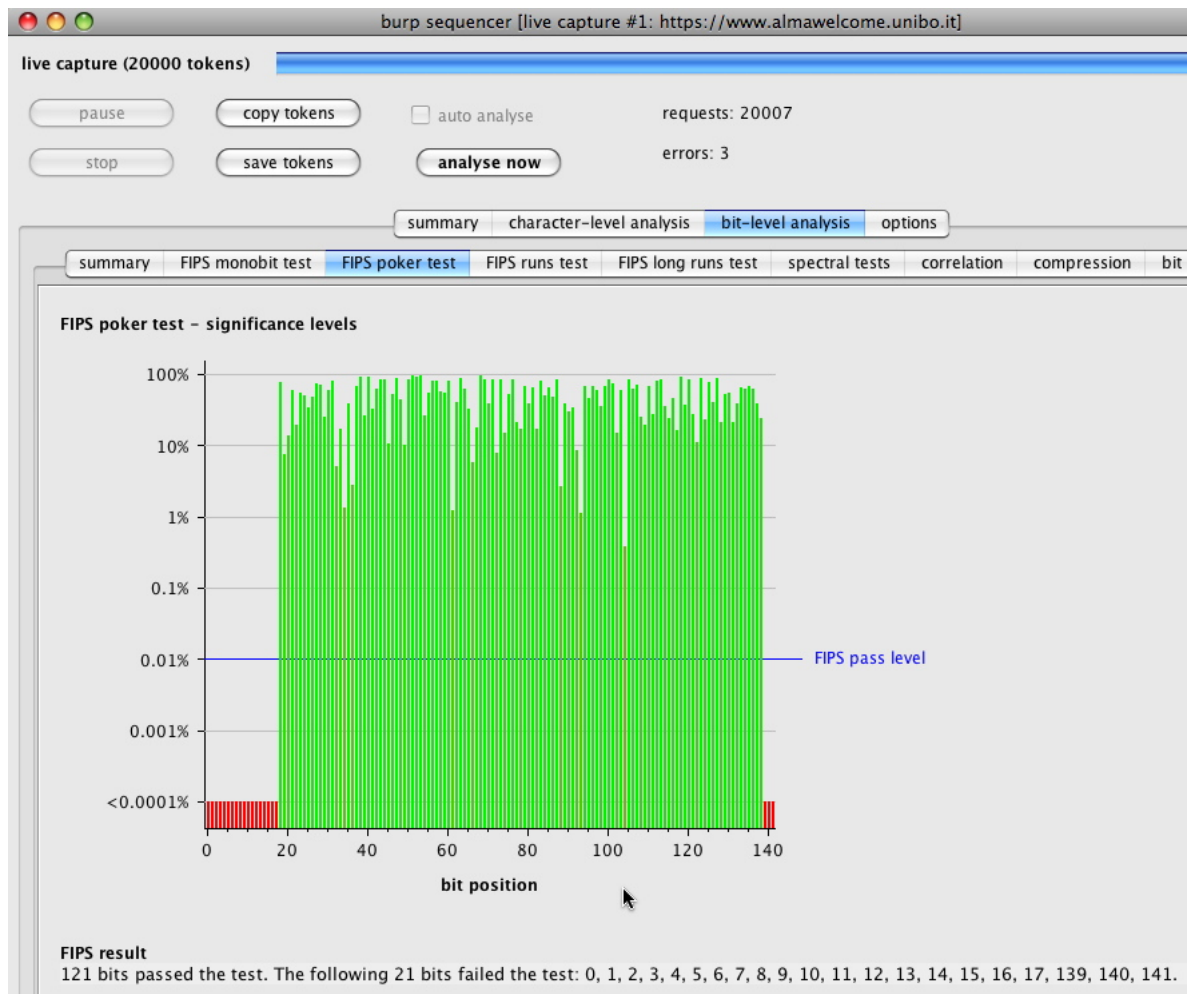 burp sequencer [live capture #1: https://www.almawelcome.unibo.it]
live capture (20000 tokens)
pause copy tokens auto analyse requests: 20007
stop save tokens analyse now errors: 3
summary character-level analysis bit-level analysis options
summary FIPS monobit test FIPS poker test FIPS runs test FIPS long runs test spectral tests correlation compression bit
FIPS poker test - significance levels
100%
10%
1%
0.1%
0.01% FIPS pass level
0.001%
<0.0001%
0 20 40 60 80 100 120 140
bit position
FIPS result
121 bits passed the test. The following 21 bits failed the test: 0, 1, 2, 3, 4, 5, 6, 7, 8, 9, 10, 11, 12, 13, 14, 15, 16, 17, 139, 140, 141.